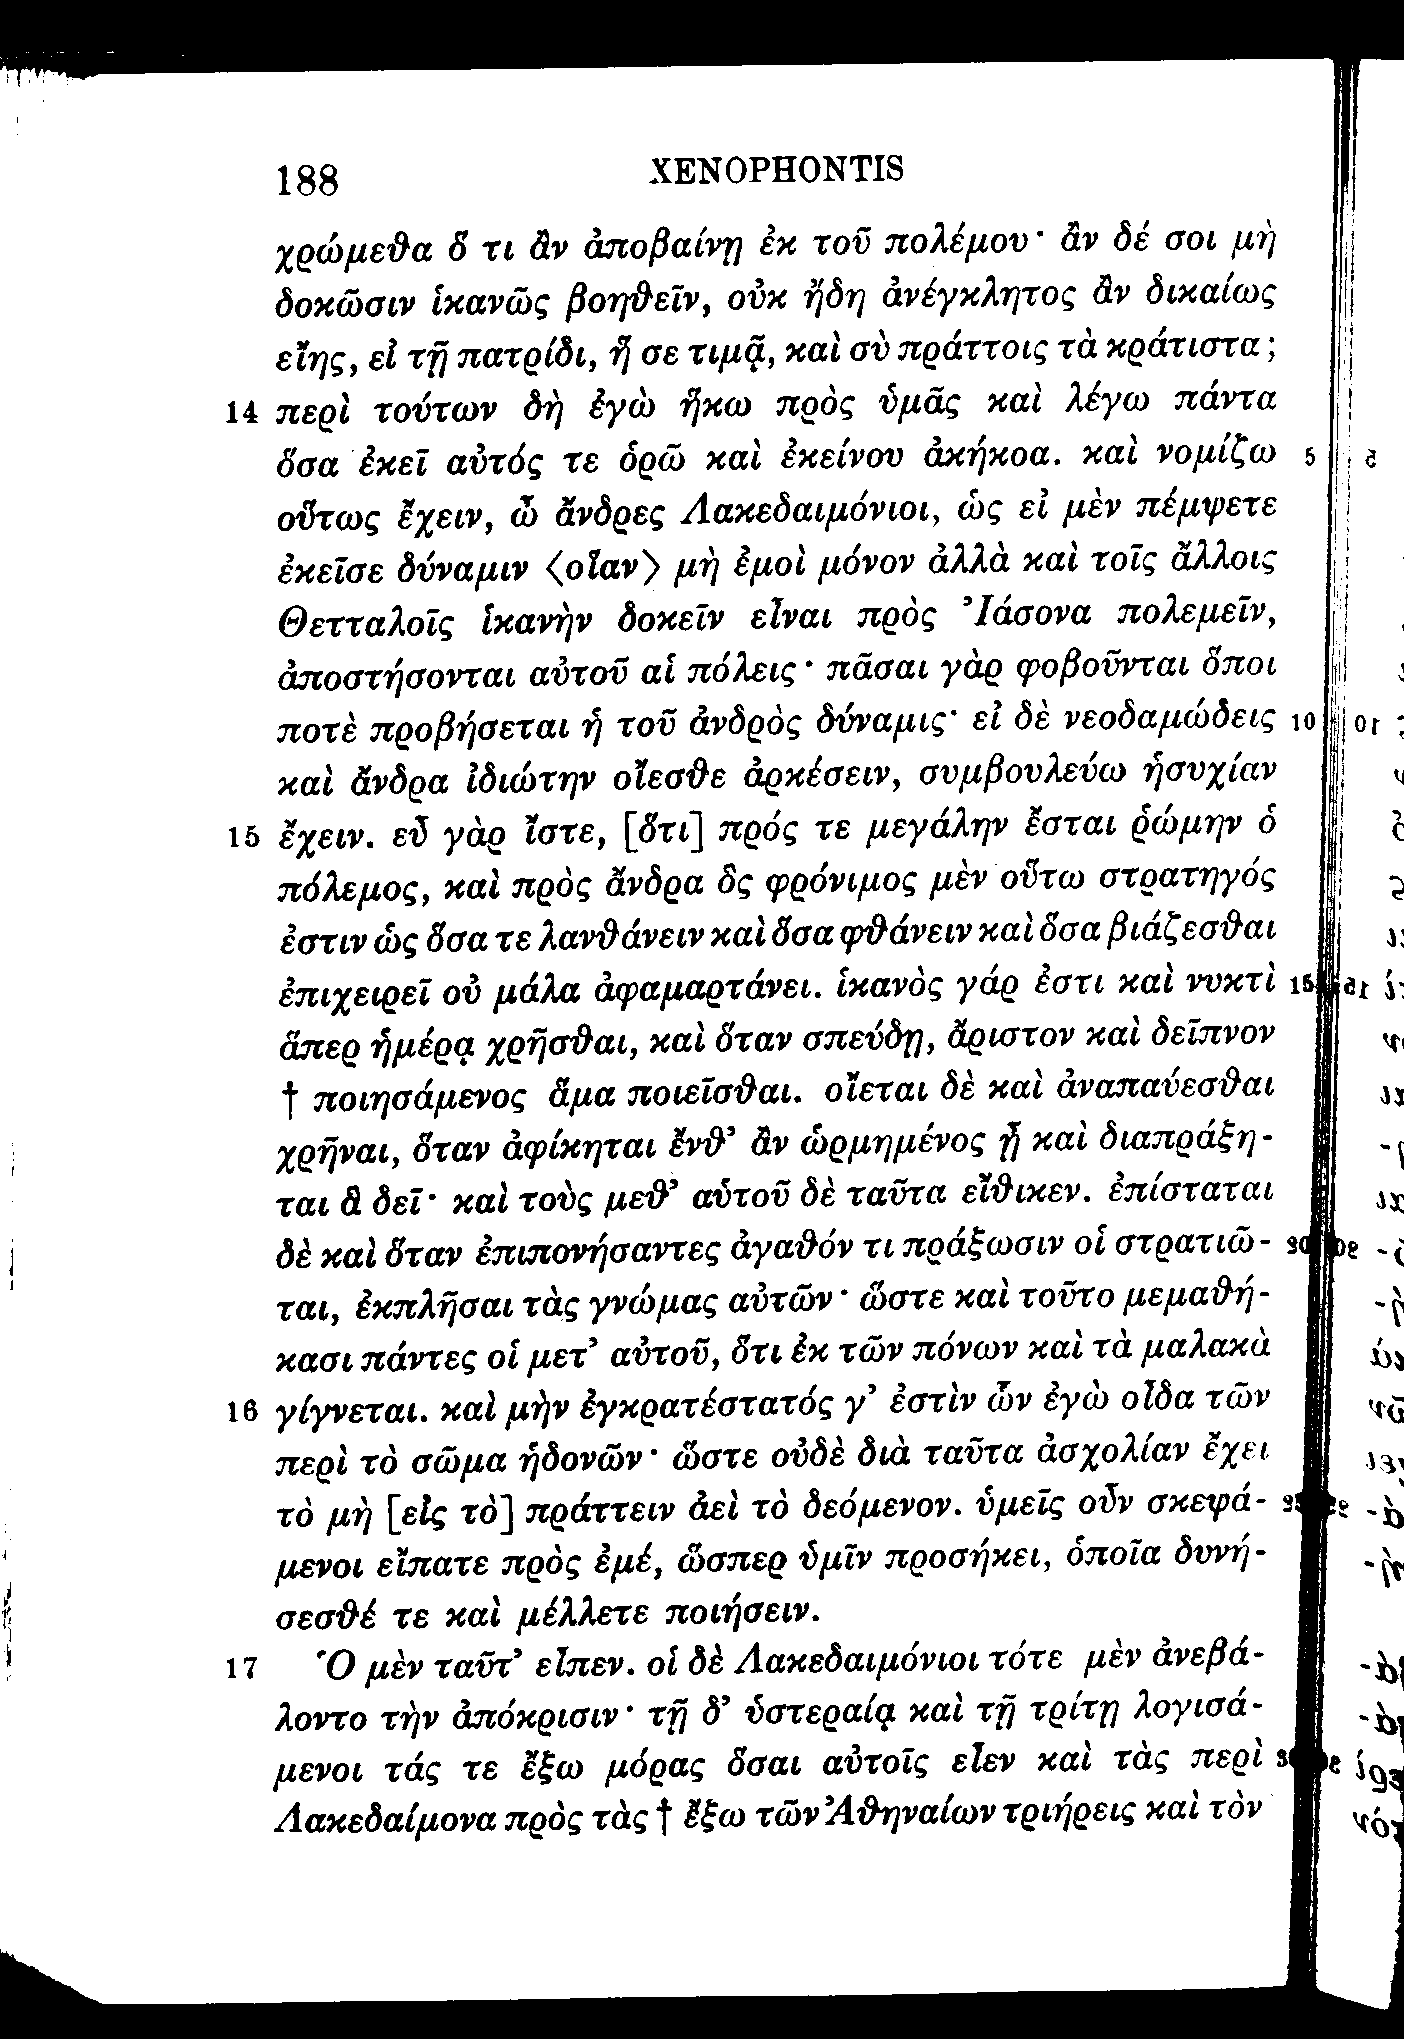 188 XENOPHONTIS
χρώμεθα ὅ τι ἂν ἀποβαίνῃ ἐκ τοῦ πολέμου· ἂν δέ σοι μὴ
δοκῶσιν ἱκανῶς βοηθεῖν, οὐκ ἤδη ἀνέγκλητος ἂν δικαίως
εἴης, εἰ τῇ πατρίδι, ἥ σε τιμᾷ, καὶ σὺ πράττοις τὰ κράτιστα;
14 περὶ τούτων δὴ ἐγὼ ἥκω πρὸς ὑμᾶς καὶ λέγω πάντα
ὅσα ἐκεῖ αὐτός τε ὁρῶ καὶ ἐκείνου ἀκήκοα. καὶ νομίζω 5
οὕτως ἔχειν, ὦ ἄνδρες Λακεδαιμόνιοι, ὡς εἰ μὲν πέμψετε
ἐκεῖσε δύναμιν ⟨οἵαν⟩ μὴ ἐμοὶ μόνον ἀλλὰ καὶ τοῖς ἄλλοις
Θετταλοῖς ἱκανὴν δοκεῖν εἶναι πρὸς Ἰάσονα πολεμεῖν,
ἀποστήσονται αὐτοῦ αἱ πόλεις· πᾶσαι γὰρ φοβοῦνται ὅποι
ποτὲ προβήσεται ἡ τοῦ ἀνδρὸς δύναμις· εἰ δὲ νεοδαμώδεις 10
καὶ ἄνδρα ἰδιώτην οἴεσθε ἀρκέσειν, συμβουλεύω ἡσυχίαν
15 ἔχειν. εὖ γὰρ ἴστε, [ὅτι] πρός τε μεγάλην ἔσται ῥώμην ὁ
πόλεμος, καὶ πρὸς ἄνδρα ὃς φρόνιμος μὲν οὕτω στρατηγός
ἐστιν ὡς ὅσα τε λανθάνειν καὶ ὅσα φθάνειν καὶ ὅσα βιάζεσθαι
ἐπιχειρεῖ οὐ μάλα ἀφαμαρτάνει. ἱκανὸς γάρ ἐστι καὶ νυκτὶ 15
ἅπερ ἡμέρᾳ χρῆσθαι, καὶ ὅταν σπεύδῃ, ἄριστον καὶ δεῖπνον
† ποιησάμενος ἅμα ποιεῖσθαι. οἴεται δὲ καὶ ἀναπαύεσθαι
χρῆναι, ὅταν ἀφίκηται ἔνθ’ ἂν ὡρμημένος ᾖ καὶ διαπράξη-
ται ἃ δεῖ· καὶ τοὺς μεθ’ αὑτοῦ δὲ ταῦτα εἴθικεν. ἐπίσταται
δὲ καὶ ὅταν ἐπιπονήσαντες ἀγαθόν τι πράξωσιν οἱ στρατιῶ-
ται, ἐκπλῆσαι τὰς γνώμας αὐτῶν· ὥστε καὶ τοῦτο μεμαθή-
κασι πάντες οἱ μετ’ αὐτοῦ, ὅτι ἐκ τῶν πόνων καὶ τὰ μαλακὰ
16 γίγνεται. καὶ μὴν ἐγκρατέστατός γ’ ἐστὶν ὧν ἐγὼ οἶδα τῶν
περὶ τὸ σῶμα ἡδονῶν· ὥστε οὐδὲ διὰ ταῦτα ἀσχολίαν ἔχει
τὸ μὴ [εἰς τὸ] πράττειν ἀεὶ τὸ δεόμενον. ὑμεῖς οὖν σκεψά-
μενοι εἴπατε πρὸς ἐμέ, ὥσπερ ὑμῖν προσήκει, ὁποῖα δυνή-
σεσθέ τε καὶ μέλλετε ποιήσειν.
17 Ὁ μὲν ταῦτ’ εἶπεν. οἱ δὲ Λακεδαιμόνιοι τότε μὲν ἀνεβά-
λοντο τὴν ἀπόκρισιν· τῇ δ’ ὑστεραίᾳ καὶ τῇ τρίτῃ λογισά-
μενοι τάς τε ἔξω μόρας ὅσαι αὐτοῖς εἶεν καὶ τὰς περὶ
Λακεδαίμονα πρὸς τὰς † ἔξω τῶν Ἀθηναίων τριήρεις καὶ τὸν